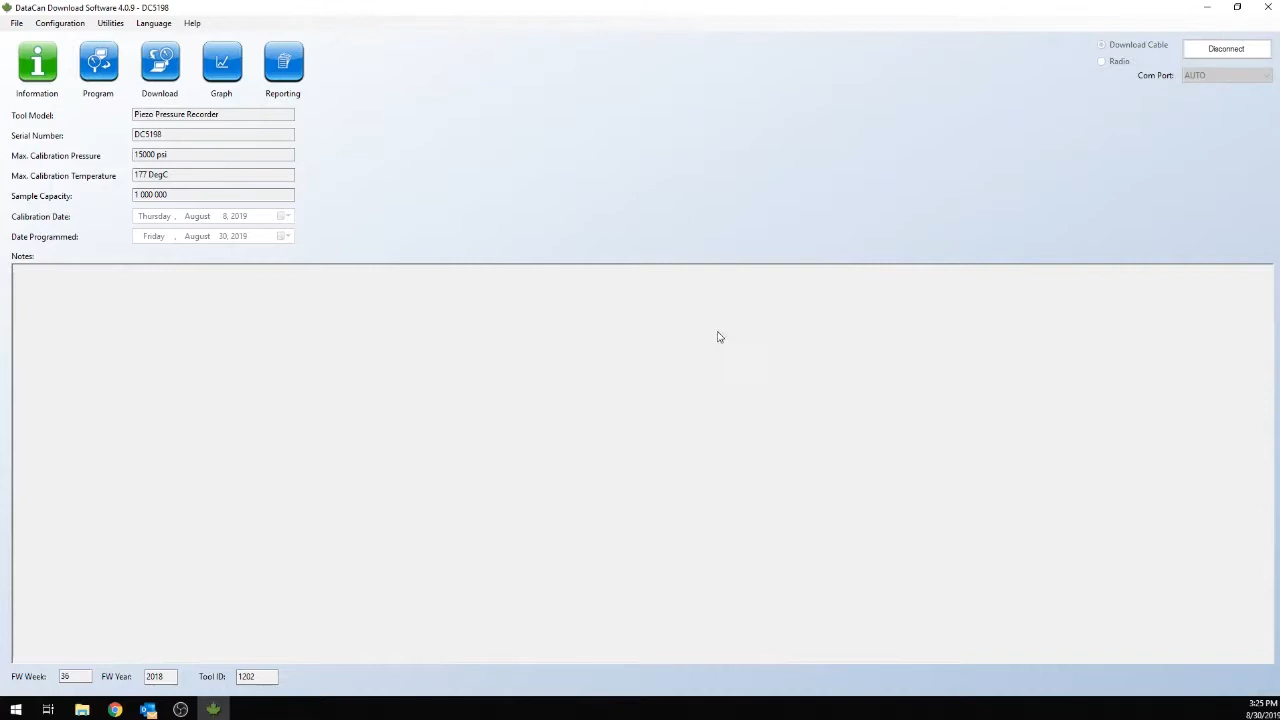 DataCan Download Software 4.0.9 - DC5198
File Configuration Utilities Language Help
Information Program Download Graph Reporting
Download Cable
Radio
Disconnect
Com Port: AUTO
Tool Model: Piezo Pressure Recorder
Serial Number: DC5198
Max. Calibration Pressure 15000 psi
Max. Calibration Temperature 177 DegC
Sample Capacity: 1 000 000
Calibration Date: Thursday , August 8, 2019
Date Programmed: Friday , August 30, 2019
Notes:
FW Week: 36 FW Year: 2018 Tool ID: 1202
3:25 PM
8/30/2019